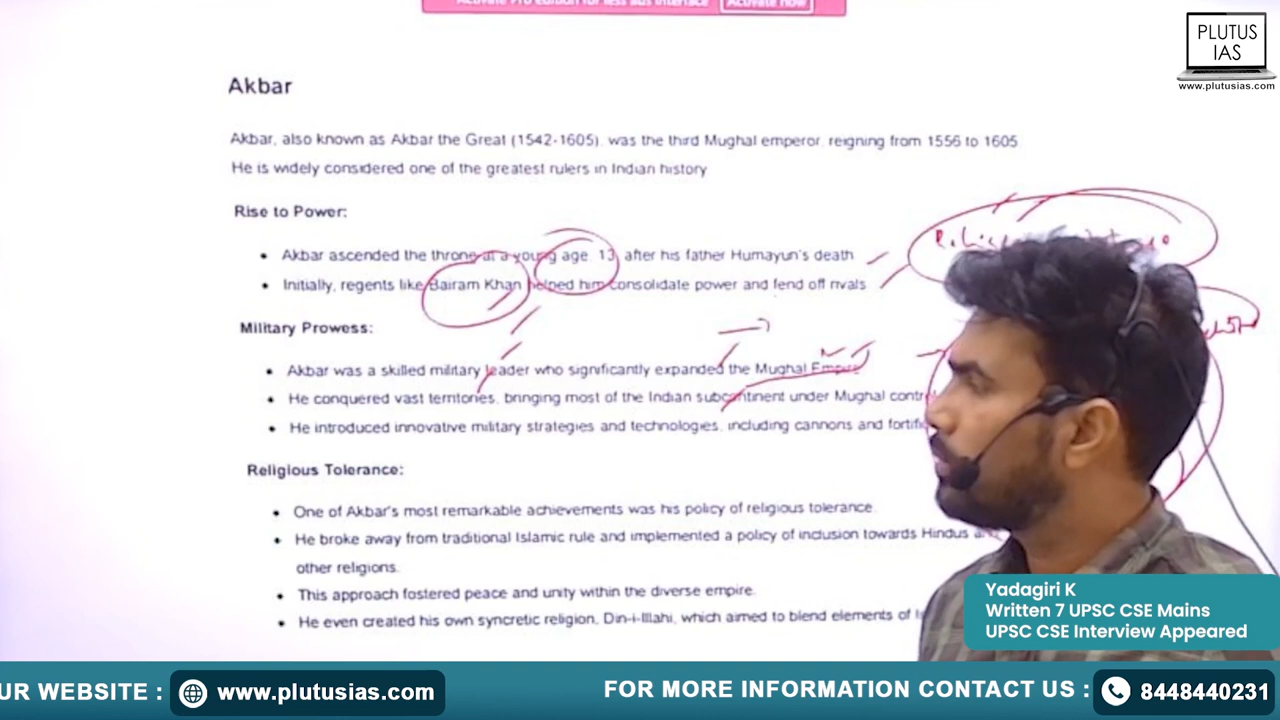 Activate Pro edition for less ads interface Activate now
PLUTUS
IAS
www.plutusias.com
Akbar
Akbar, also known as Akbar the Great (1542-1605), was the third Mughal emperor, reigning from 1556 to 1605
He is widely considered one of the greatest rulers in Indian history
Rise to Power:
• Akbar ascended the throne at a young age, 13, after his father Humayun's death
• Initially, regents like Bairam Khan helped him consolidate power and fend off rivals
Military Prowess:
• Akbar was a skilled military leader who significantly expanded the Mughal Empire
• He conquered vast territories, bringing most of the Indian subcontinent under Mughal
• He introduced innovative military strategies and technologies, including cannons and
Religious Tolerance:
• One of Akbar's most remarkable achievements was his policy of religious tolerance.
• He broke away from traditional Islamic rule and implemented a policy of inclusion towards Hindus
other religions.
• This approach fostered peace and unity within the diverse empire.
• He even created his own syncretic religion, Din-i-Illahi, which aimed to blend elements of
Yadagiri K
Written 7 UPSC CSE Mains
UPSC CSE Interview Appeared
UR WEBSITE : www.plutusias.com FOR MORE INFORMATION CONTACT US : 8448440231